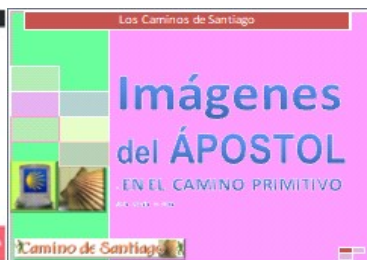 Los Caminos de Santiago
Imágenes
del ÁPOSTOL
EN EL CAMINO PRIMITIVO
Camino de Santiago